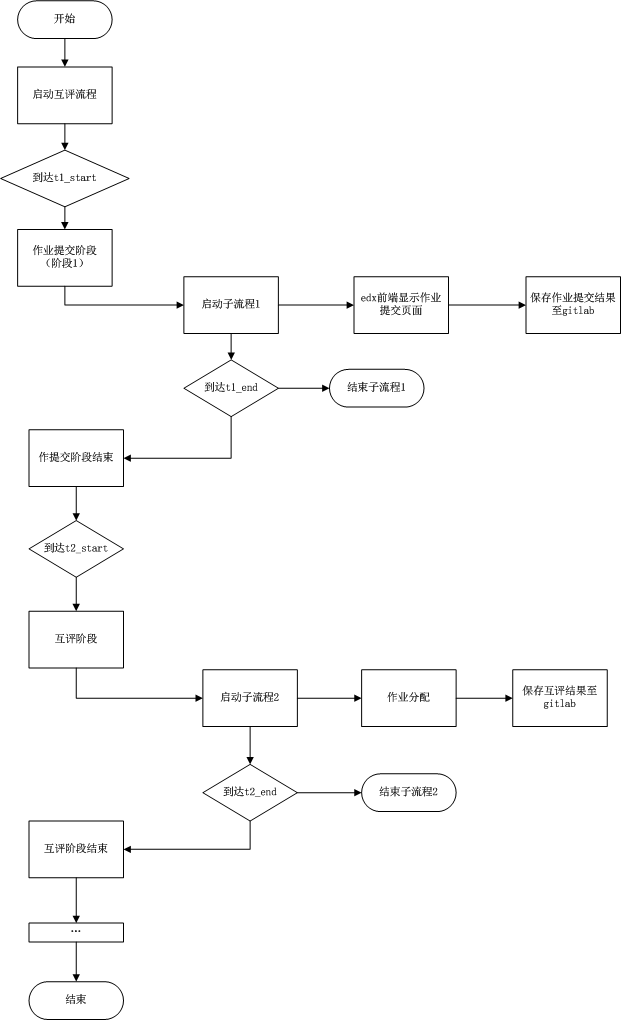 开始
启动互评流程
到达t1_start
作业提交阶段
（阶段1）
启动子流程1
edx前端显示作业
提交页面
保存作业提交结果
至gitlab
到达t1_end
结束子流程1
作提交阶段结束
到达t2_start
互评阶段
启动子流程2
作业分配
保存互评结果至
gitlab
到达t2_end
结束子流程2
互评阶段结束
...
结束